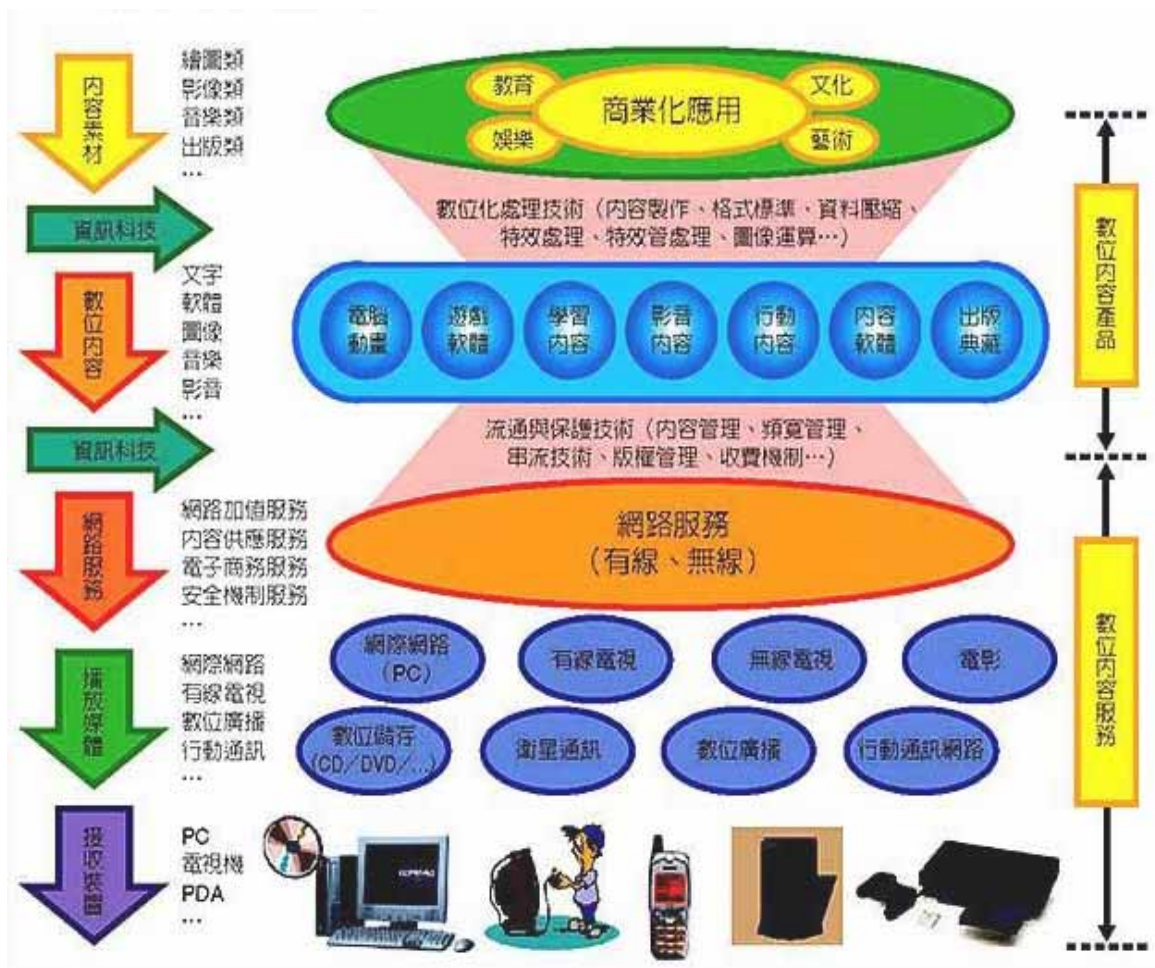 內容素材
繪圖類
影像類
音樂類
出版類
…
教育
文化
商業化應用
娛樂
藝術
資訊科技
數位化處理技術（內容製作、格式標準、資料壓縮、
特效處理、特效管處理、圖像運算…）
數位內容產品
數位內容
文字
軟體
圖像
音樂
影音
…
電腦
動畫
遊戲
軟體
學習
內容
影音
內容
行動
內容
內容
軟體
出版
典藏
資訊科技
流通與保護技術（內容管理、頻寬管理、
串流技術、版權管理、收費機制…）
網路服務
網路加值服務
內容供應服務
電子商務服務
安全機制服務
…
網路服務
（有線、無線）
數位內容服務
播放媒體
網際網路
有線電視
數位廣播
行動通訊
…
網際網路
（PC）
有線電視
無線電視
電影
數位儲存
（CD／DVD／…）
衛星通訊
數位廣播
行動通訊網路
接收裝置
PC
電視機
PDA
…